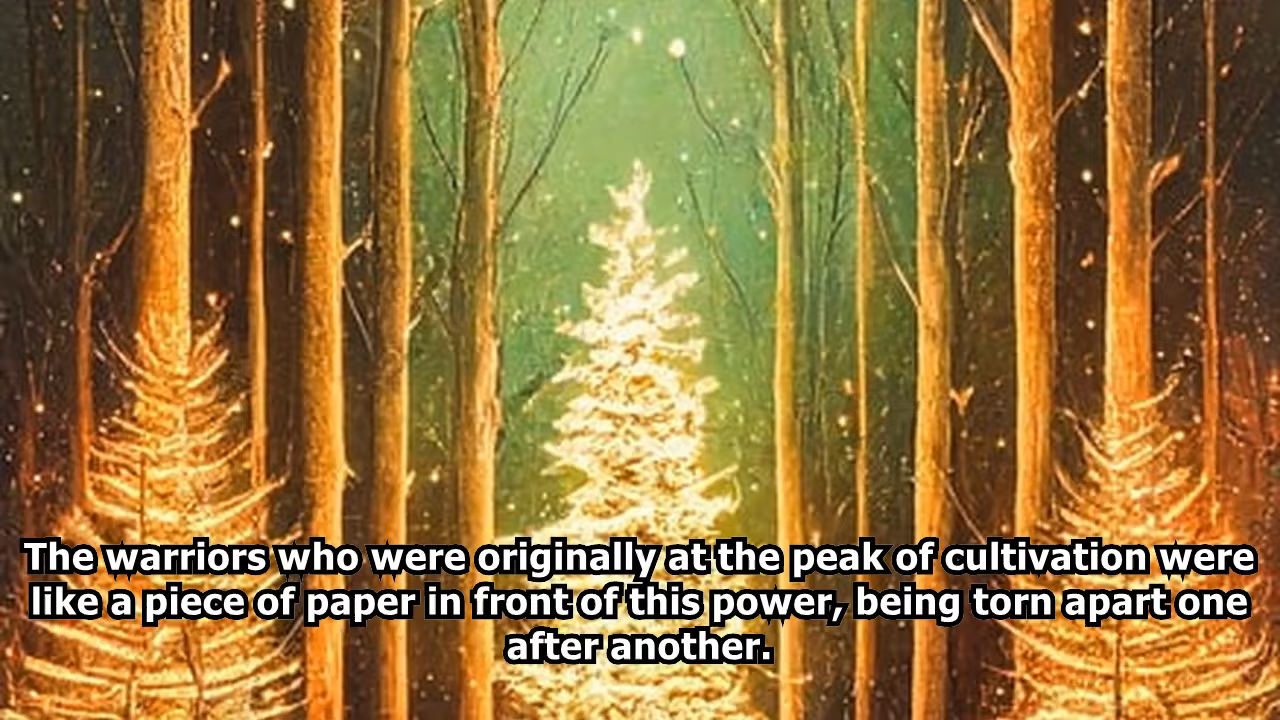 The warriors who were originally at the peak of cultivation were
like a piece of paper in front of this power, being torn apart one
after another.